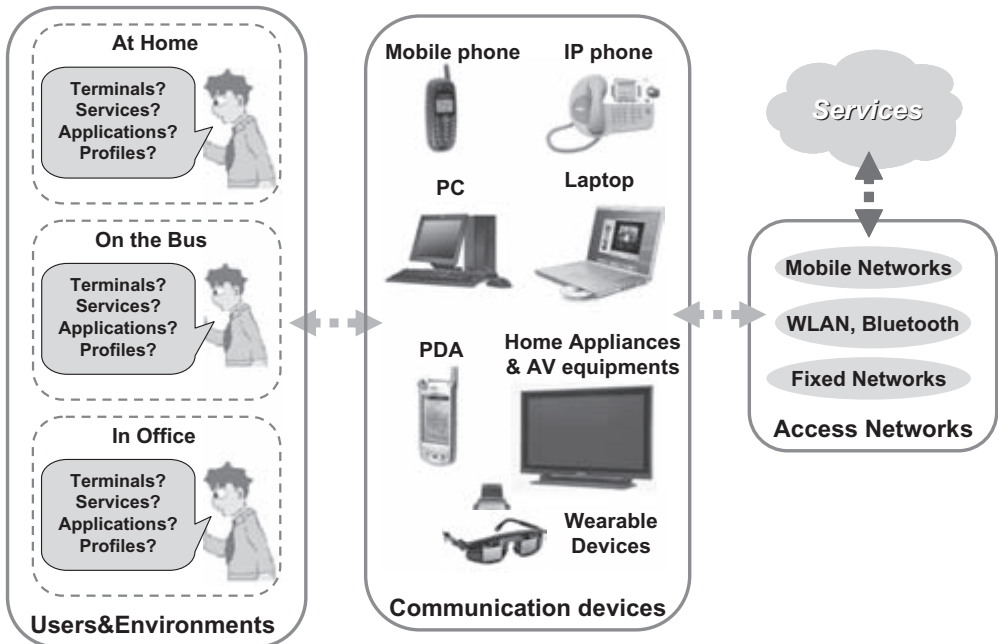 At Home
Terminals?
Services?
Applications?
Profiles?
On the Bus
Terminals?
Services?
Applications?
Profiles?
In Office
Terminals?
Services?
Applications?
Profiles?
Users&Environments
Mobile phone
IP phone
PC
Laptop
PDA
Home Appliances
& AV equipments
Wearable
Devices
Communication devices
Services
Mobile Networks
WLAN, Bluetooth
Fixed Networks
Access Networks